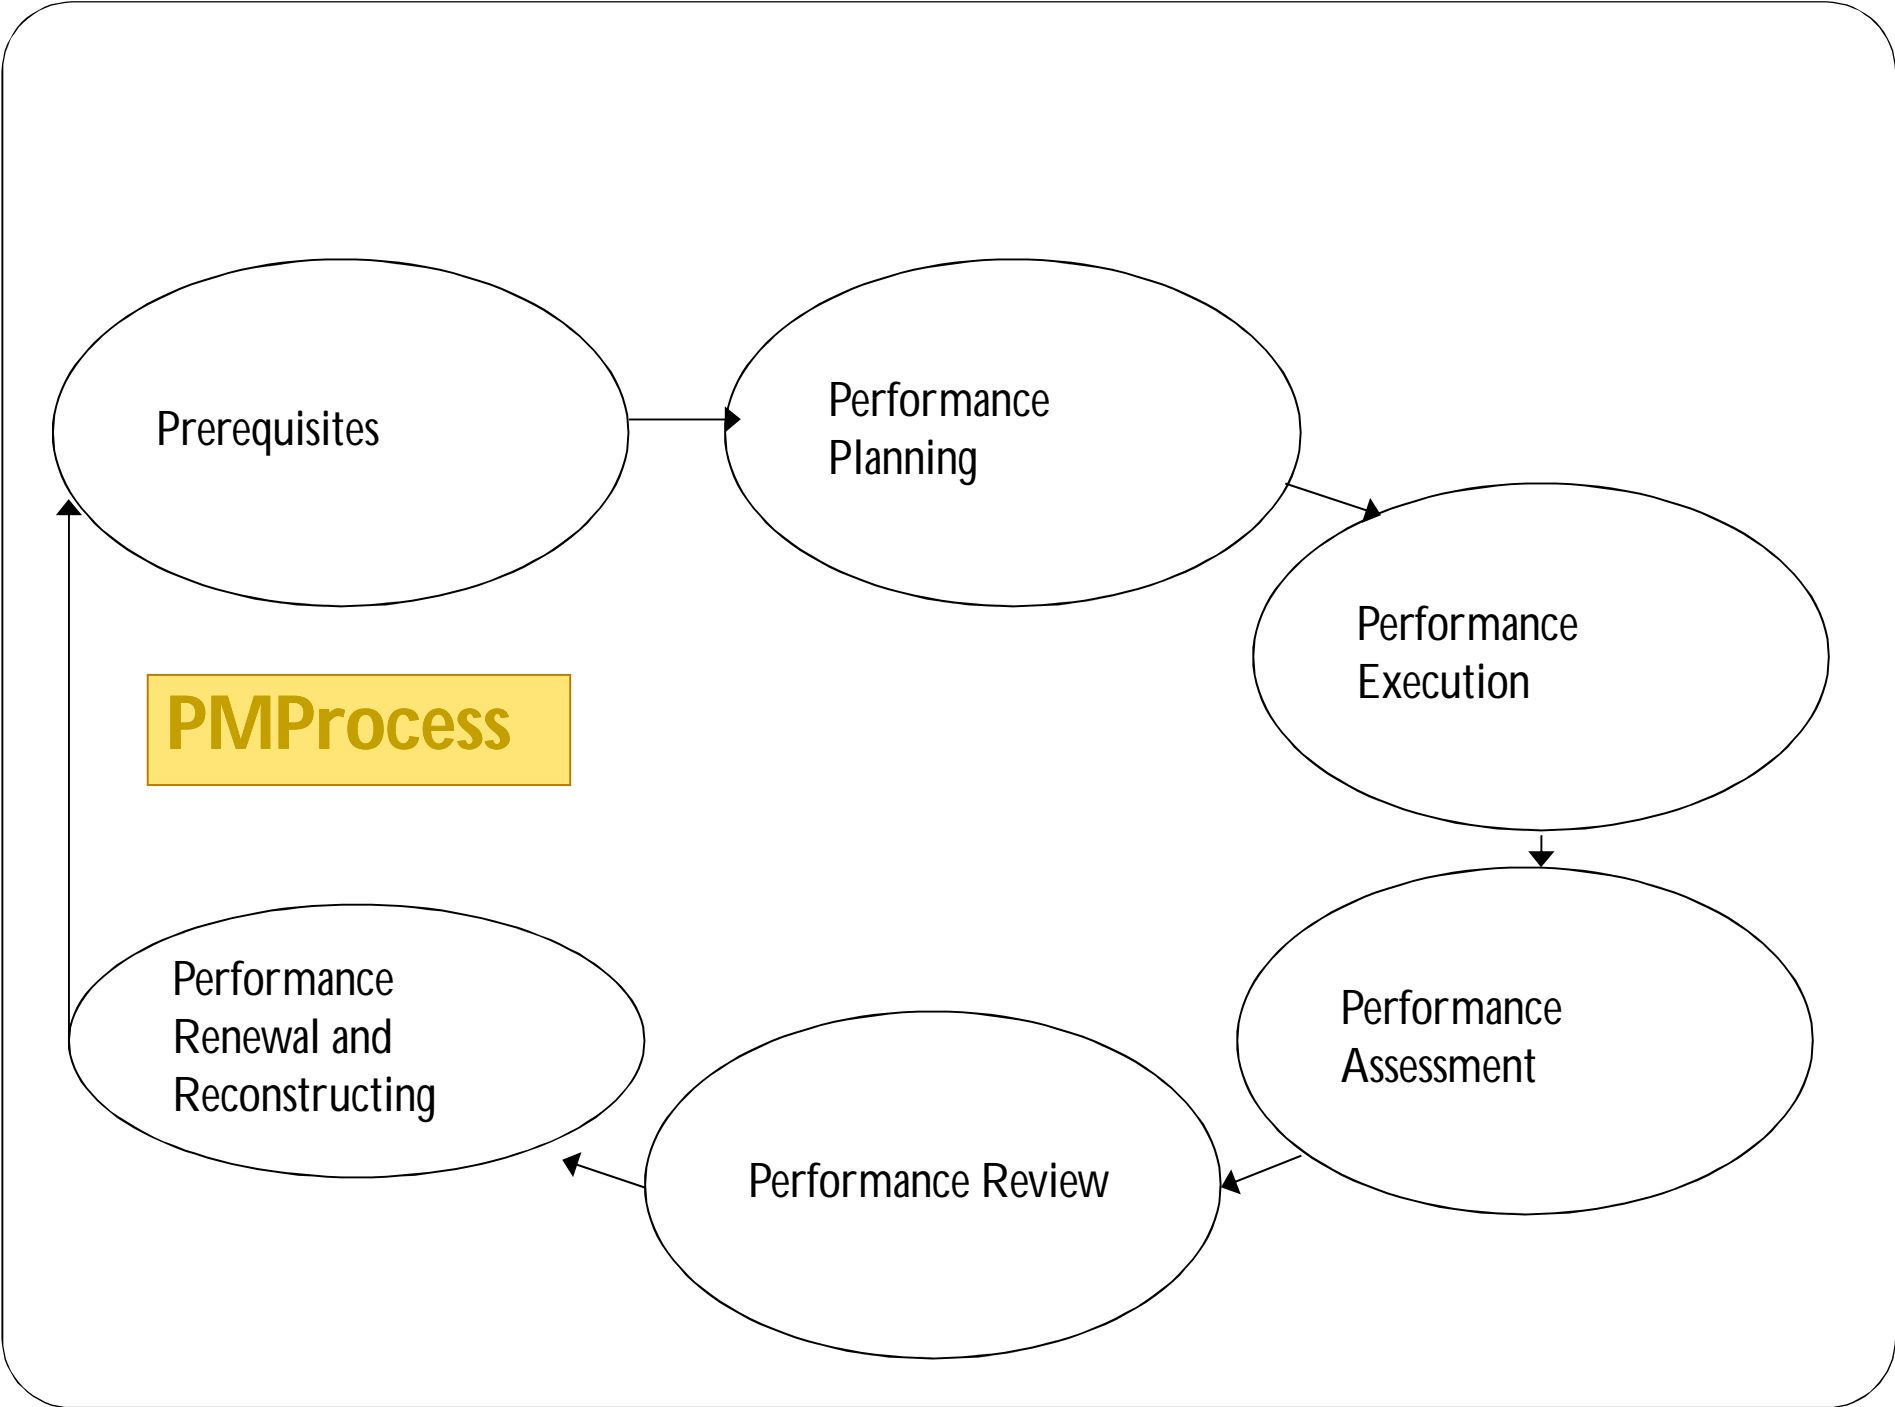 Prerequisites
Performance
Planning
Performance
Execution
PMProcess
Performance
Renewal and
Reconstructing
Performance
Assessment
Performance Review